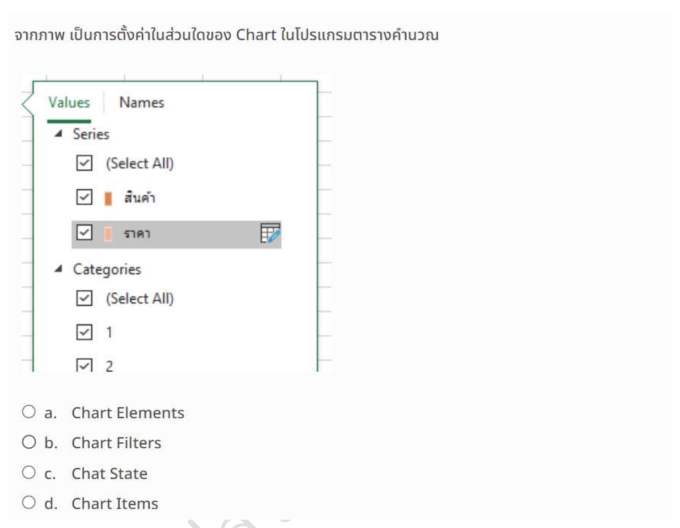 จากภาพ เป็นการตั้งค่าในส่วนใดของ Chart ในโปรแกรมตารางคำนวณ
Values Names
Series
(Select All)
สินค้า
ราคา
Categories
(Select All)
1
2
a. Chart Elements
b. Chart Filters
c. Chat State
d. Chart Items